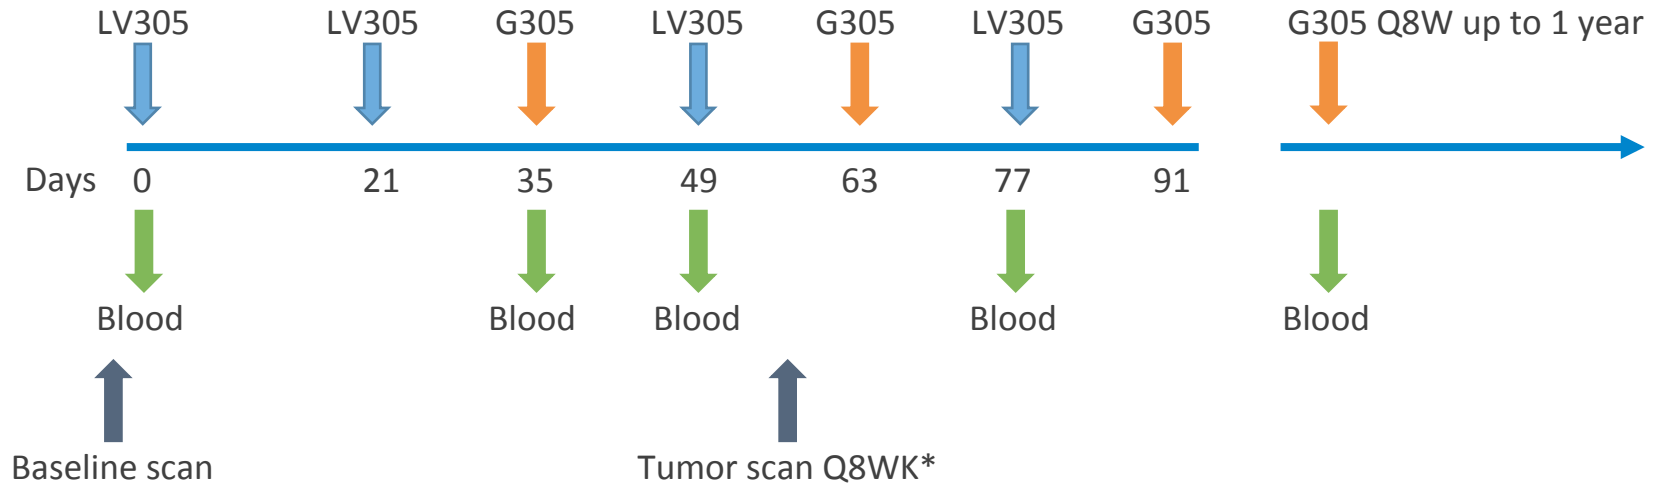 LV305 LV305 G305 LV305 G305 LV305 G305 G305 Q8W up to 1 year
Days 0 21 35 49 63 77 91
Blood Blood Blood Blood Blood
Baseline scan Tumor scan Q8WK*